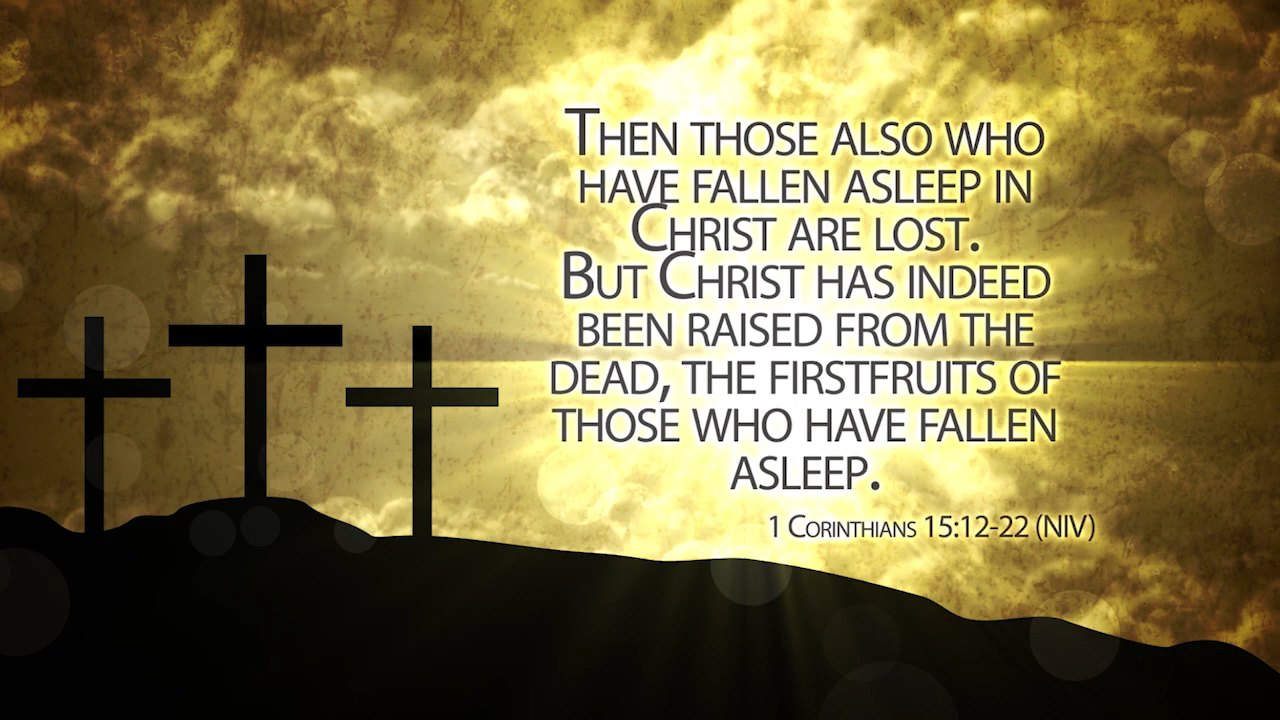 Then those also who
have fallen asleep in
Christ are lost.
But Christ has indeed
been raised from the
dead, the firstfruits of
those who have fallen
asleep.
1 Corinthians 15:12-22 (NIV)